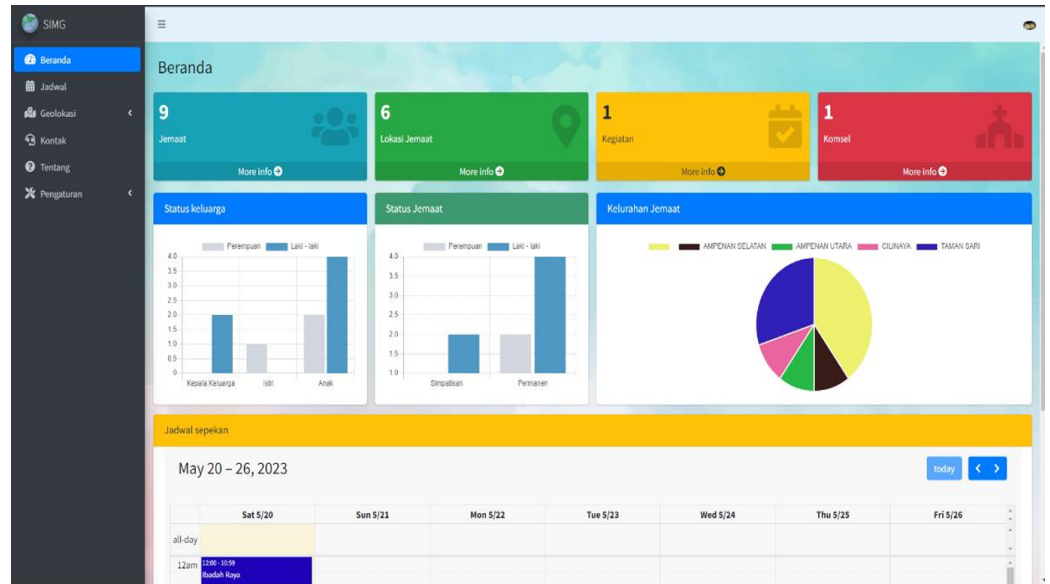 SIMG
Beranda
Jadwal
Geolokasi
Kontak
Tentang
Pengaturan
Beranda
9
Jemaat
More info
6
Lokasi Jemaat
More info
1
Kegiatan
More info
1
Komsel
More info
Status keluarga
Perempuan Laki - laki
4.0
3.5
3.0
2.5
2.0
1.5
1.0
0.5
0
Kepala Keluarga Istri Anak
Status Jemaat
Perempuan Laki - laki
4.0
3.5
3.0
2.5
2.0
1.5
1.0
Simpatisan Permanen
Kelurahan Jemaat
AMPENAN SELATAN AMPENAN UTARA CILINAYA TAMAN SARI
Jadwal sepekan
May 20 – 26, 2023
today
Sat 5/20 Sun 5/21 Mon 5/22 Tue 5/23 Wed 5/24 Thu 5/25 Fri 5/26
all-day
12am
12:00 - 10:59
Ibadah Raya